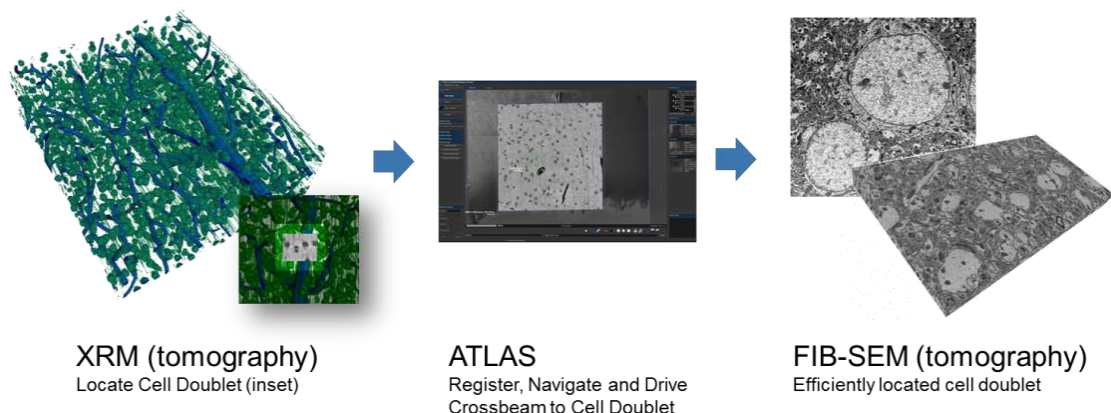 XRM (tomography)
Locate Cell Doublet (inset)
ATLAS
Register, Navigate and Drive
Crossbeam to Cell Doublet
FIB-SEM (tomography)
Efficiently located cell doublet